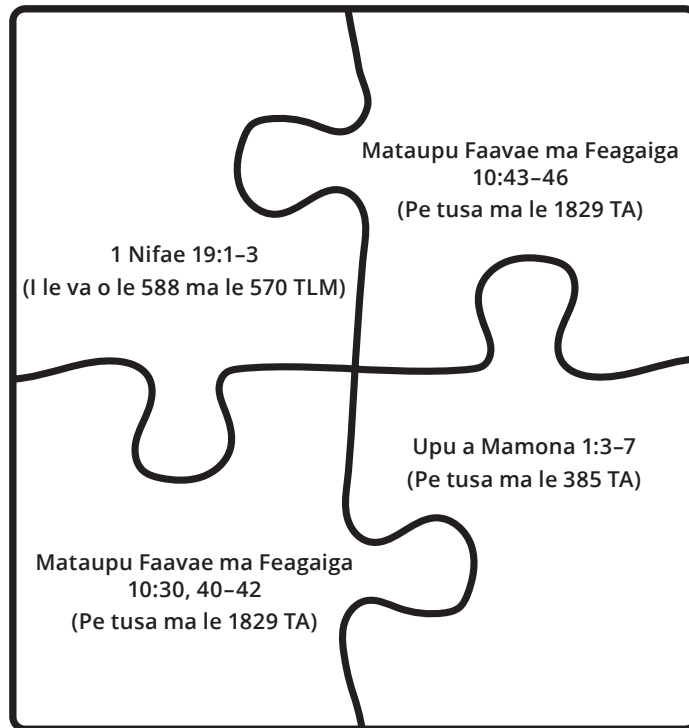 1 Nifae 19:1–3
(I le va o le 588 ma le 570 TLM)
Mataupu Faavae ma Feagaiga
10:43–46
(Pe tusa ma le 1829 TA)
Mataupu Faavae ma Feagaiga
10:30, 40–42
(Pe tusa ma le 1829 TA)
Upu a Mamona 1:3–7
(Pe tusa ma le 385 TA)